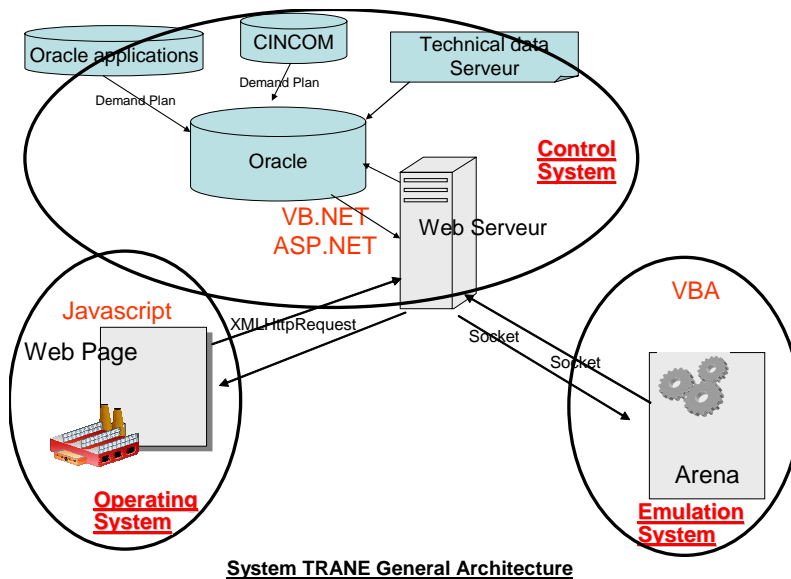 Oracle applications
CINCOM
Technical data
Serveur
Demand Plan
Demand Plan
Oracle
Control
System
VB.NET
ASP.NET
Web Serveur
Javascript
Web Page
XMLHttpRequest
Socket
Socket
VBA
Arena
Operating
System
Emulation
System
System TRANE General Architecture